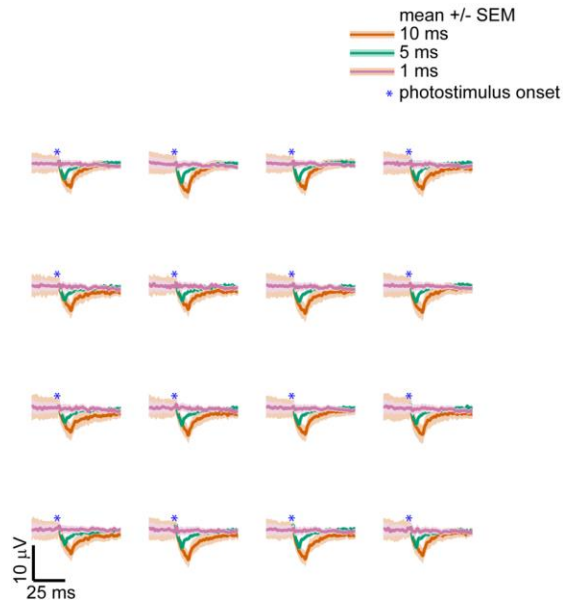 mean +/- SEM
10 ms
5 ms
1 ms
* photostimulus onset
* * * *
* * * *
* * * *
* * * *
10 μV
25 ms